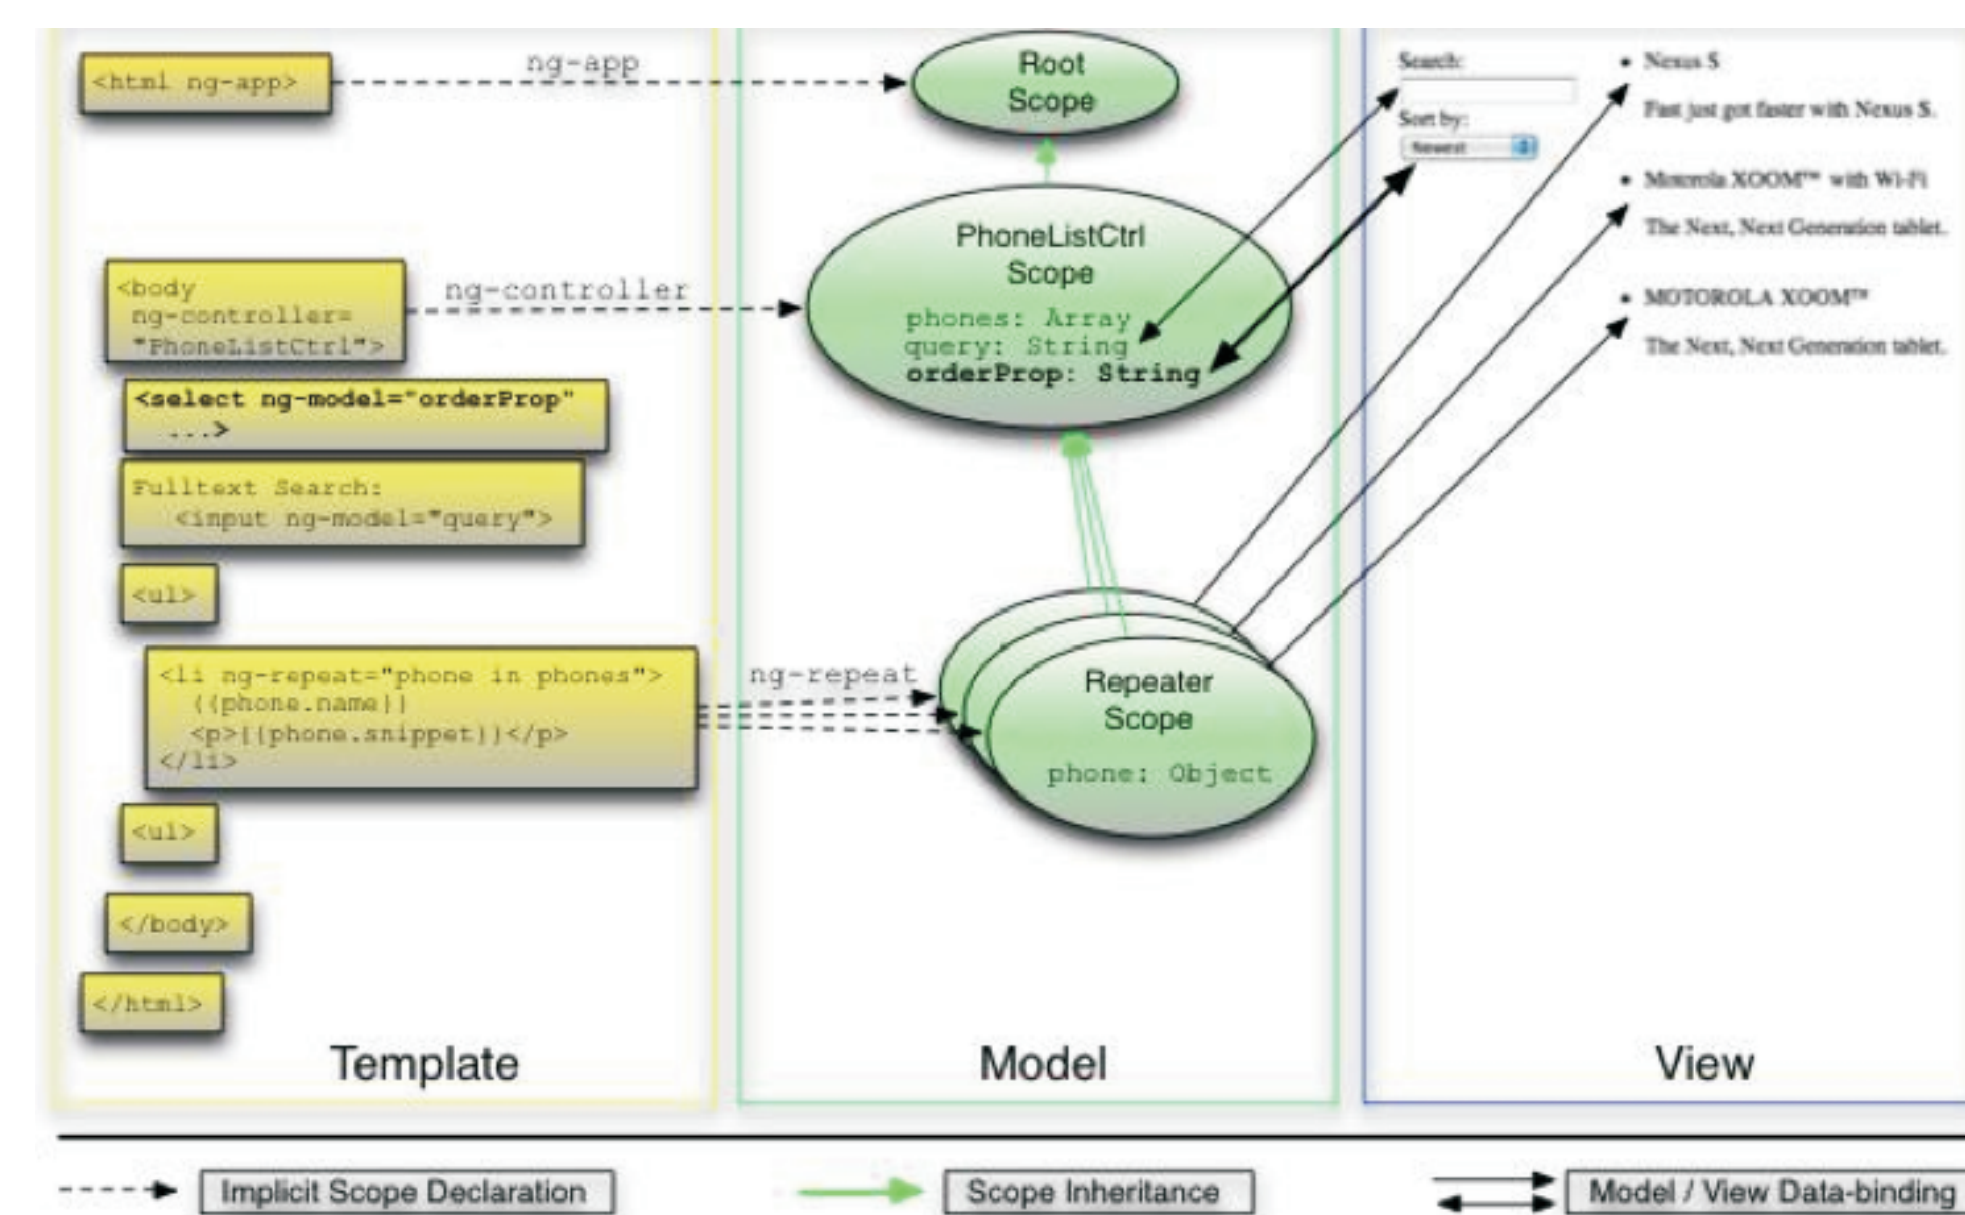 <html ng-app>
ng-app
Root
Scope
<body
ng-controller=
"PhoneListCtrl">
ng-controller
PhoneListCtrl
Scope
phones: Array
query: String
orderProp: String
<select ng-model="orderProp"
...>
Fulltext Search:
<input ng-model="query">
<ul>
<li ng-repeat="phone in phones">
{{phone.name}}
<p>{{phone.snippet}}</p>
</li>
ng-repeat
Repeater
Scope
phone: Object
<ul>
</body>
</html>
Search:
Sort by:
Newest
• Nexus S
Fast just got faster with Nexus S.
• Motorola XOOM™ with Wi-Fi
The Next, Next Generation tablet.
• MOTOROLA XOOM™
The Next, Next Generation tablet.
Template
Model
View
Implicit Scope Declaration
Scope Inheritance
Model / View Data-binding